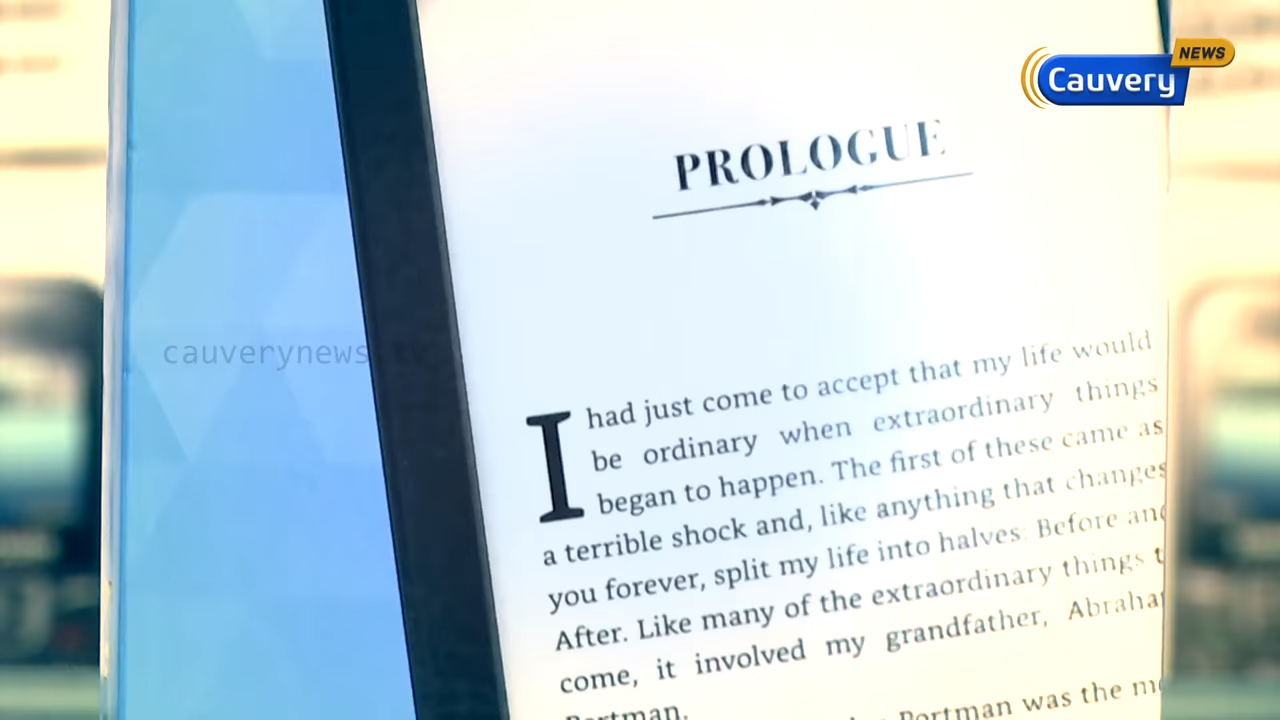 NEWS
Cauvery
PROLOGUE
cauverynews.tv
I had just come to accept that my life would
be ordinary when extraordinary things
began to happen. The first of these came as
a terrible shock and, like anything that changes
you forever, split my life into halves: Before and
After. Like many of the extraordinary things t
come, it involved my grandfather, Abraha
Portman.
Portman was the m